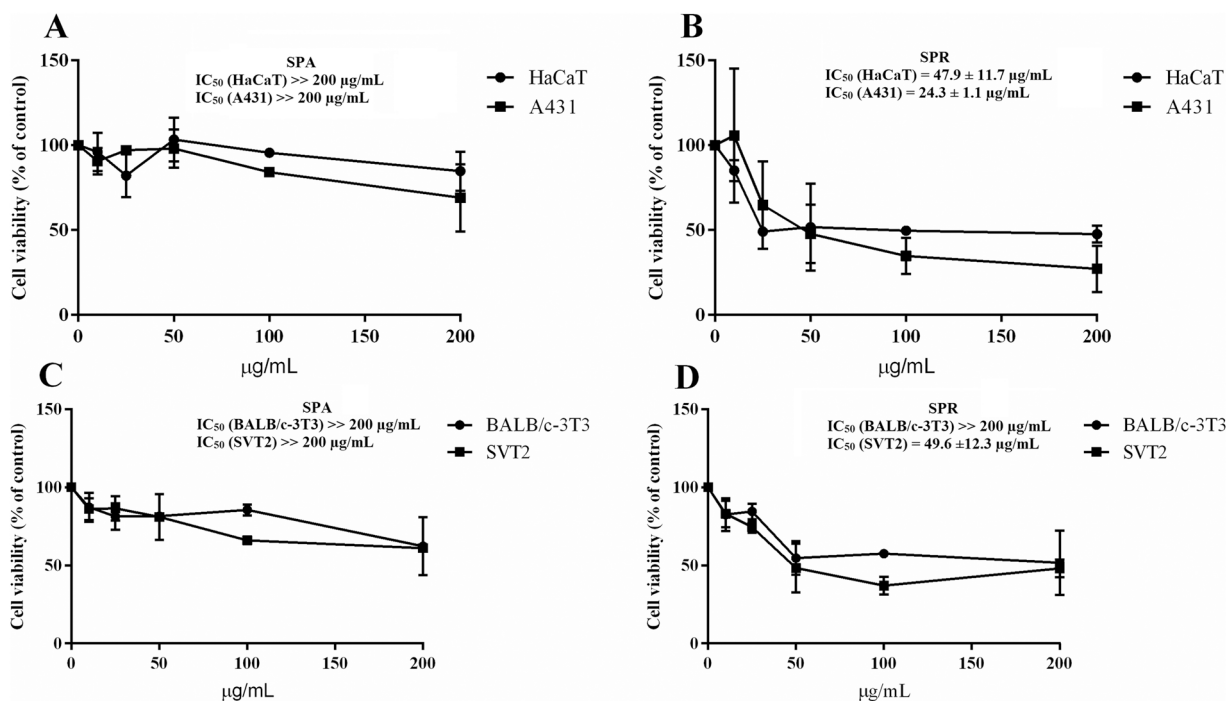 A
SPA
IC₅₀ (HaCaT) >> 200 µg/mL
IC₅₀ (A431) >> 200 µg/mL
HaCaT
A431
Cell viability (% of control)
150
100
50
0
0 50 100 150 200
µg/mL
B
SPR
IC₅₀ (HaCaT) = 47.9 ± 11.7 µg/mL
IC₅₀ (A431) = 24.3 ± 1.1 µg/mL
HaCaT
A431
Cell viability (% of control)
150
100
50
0
0 50 100 150 200
µg/mL
C
SPA
IC₅₀ (BALB/c-3T3) >> 200 µg/mL
IC₅₀ (SVT2) >> 200 µg/mL
BALB/c-3T3
SVT2
Cell viability (% of control)
150
100
50
0
0 50 100 150 200
µg/mL
D
SPR
IC₅₀ (BALB/c-3T3) >> 200 µg/mL
IC₅₀ (SVT2) = 49.6 ±12.3 µg/mL
BALB/c-3T3
SVT2
Cell viability (% of control)
150
100
50
0
0 50 100 150 200
µg/mL